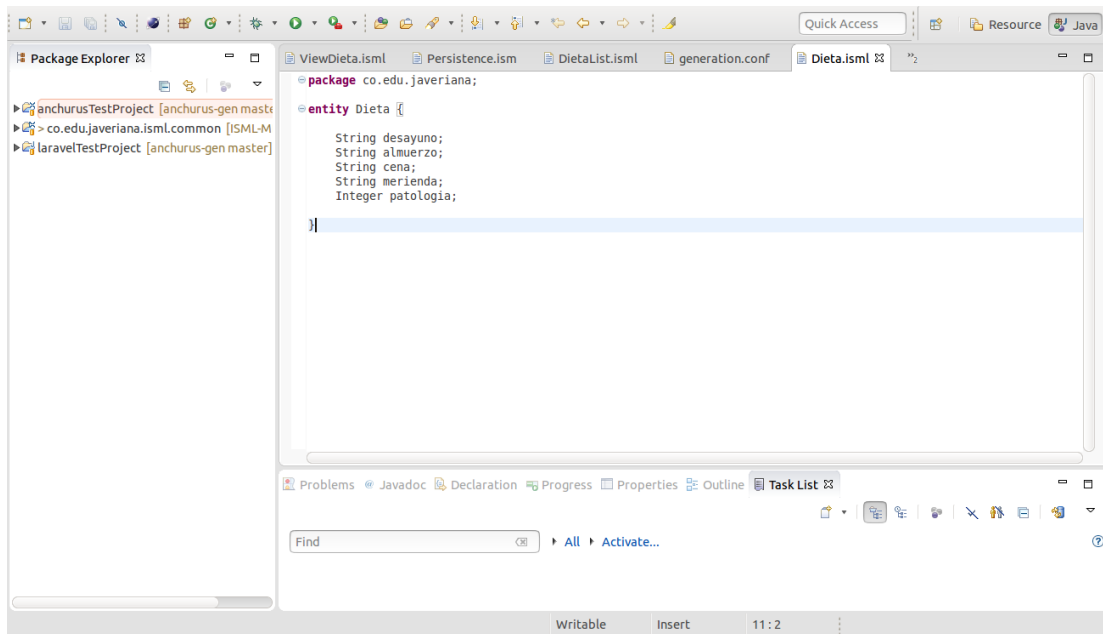 Quick Access
Resource
Java
Package Explorer
ViewDieta.isml
Persistence.ism
DietaList.isml
generation.conf
Dieta.isml
»2
anchurusTestProject [anchurus-gen maste
> co.edu.javeriana.isml.common [ISML-M
laravelTestProject [anchurus-gen master]
package co.edu.javeriana;
entity Dieta {
String desayuno;
String almuerzo;
String cena;
String merienda;
Integer patologia;
}
Problems @ Javadoc Declaration Progress Properties Outline Task List
Find
All
Activate...
Writable
Insert
11 : 2